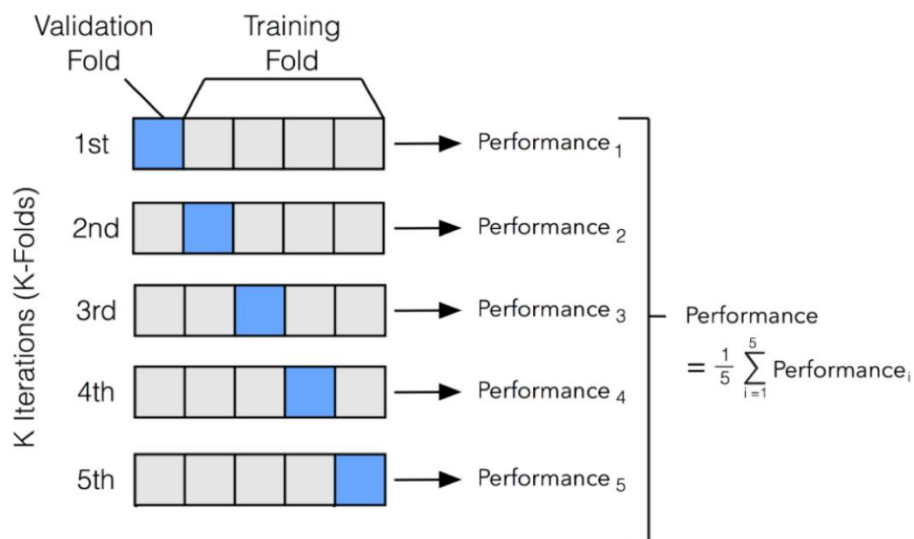 Validation
Fold
Training
Fold
K Iterations (K-Folds)
1st
Performance 1
2nd
Performance 2
3rd
Performance 3
4th
Performance 4
5th
Performance 5
Performance
= 1/5 5∑i=1 Performancei